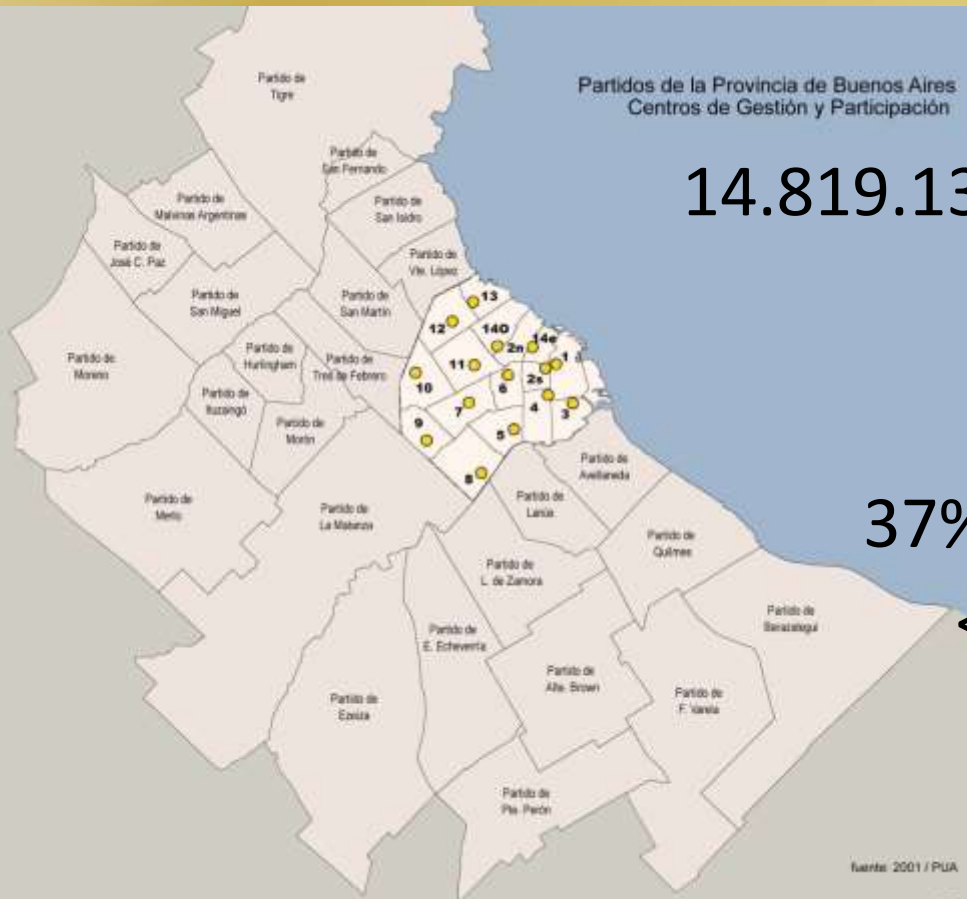 Partidos de la Provincia de Buenos Aires
Centros de Gestión y Participación
14.819.13
37%
<
Partido de
Tigre
Partido de
San Fernando
Partido de
Malvinas Argentinas
Partido de
San Isidro
Partido de
José C. Paz
Partido de
Vte. López
Partido de
San Miguel
Partido de
San Martín
Partido de
Moreno
Partido de
Hurlingham
Partido de
Tres de Febrero
Partido de
Ituzaingó
Partido de
Morón
13
12
14O
14e
2n
1
11
10
6
2s
7
4
3
9
5
8
Partido de
Avellaneda
Partido de
Merlo
Partido de
La Matanza
Partido de
Lanús
Partido de
Quilmes
Partido de
L. de Zamora
Partido de
Berazategui
Partido de
E. Echeverría
Partido de
Alte. Brown
Partido de
F. Varela
Partido de
Ezeiza
Partido de
Pte. Perón
fuente: 2001 / PUA